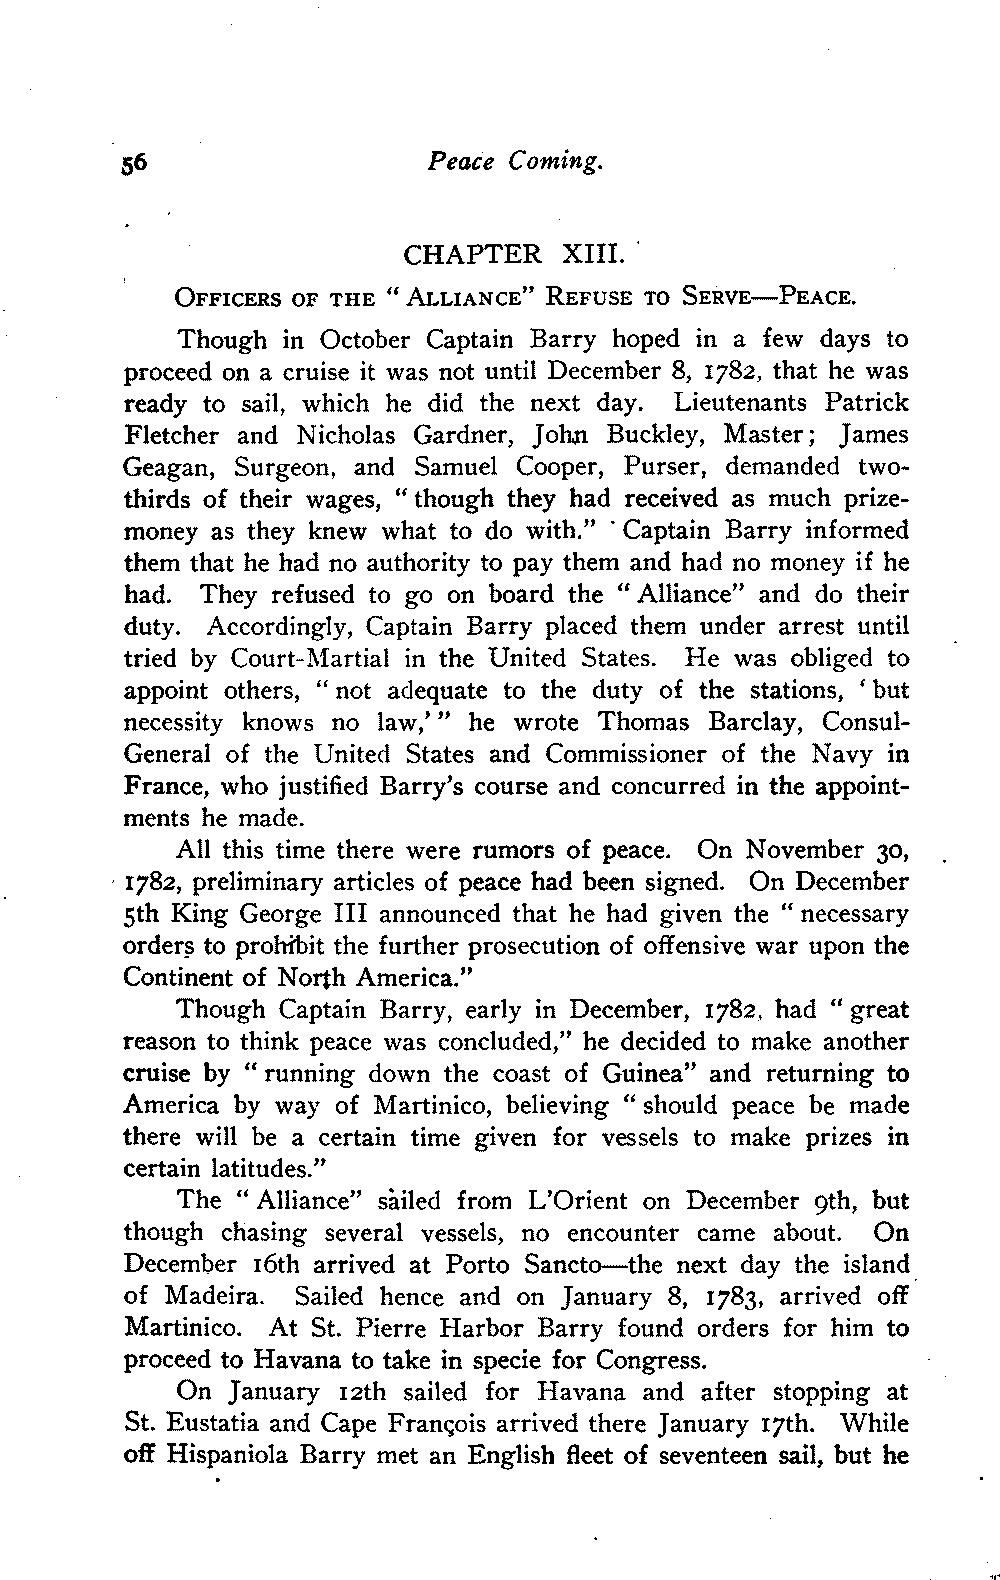 56 Peace Coming.
CHAPTER XIII.
OFFICERS OF THE “ ALLIANCE” REFUSE TO SERVE—PEACE.
Though in October Captain Barry hoped in a few days to
proceed on a cruise it was not until December 8, 1782, that he was
ready to sail, which he did the next day. Lieutenants Patrick
Fletcher and Nicholas Gardner, John Buckley, Master; James
Geagan, Surgeon, and Samuel Cooper, Purser, demanded two-
thirds of their wages, “ though they had received as much prize-
money as they knew what to do with.” Captain Barry informed
them that he had no authority to pay them and had no money if he
had. They refused to go on board the “ Alliance” and do their
duty. Accordingly, Captain Barry placed them under arrest until
tried by Court-Martial in the United States. He was obliged to
appoint others, “ not adequate to the duty of the stations, ‘ but
necessity knows no law,’ ” he wrote Thomas Barclay, Consul-
General of the United States and Commissioner of the Navy in
France, who justified Barry’s course and concurred in the appoint-
ments he made.
All this time there were rumors of peace. On November 30,
1782, preliminary articles of peace had been signed. On December
5th King George III announced that he had given the “ necessary
orders to prohibit the further prosecution of offensive war upon the
Continent of North America.”
Though Captain Barry, early in December, 1782, had “ great
reason to think peace was concluded,” he decided to make another
cruise by “ running down the coast of Guinea” and returning to
America by way of Martinico, believing “ should peace be made
there will be a certain time given for vessels to make prizes in
certain latitudes.”
The “ Alliance” sailed from L’Orient on December 9th, but
though chasing several vessels, no encounter came about. On
December 16th arrived at Porto Sancto—the next day the island
of Madeira. Sailed hence and on January 8, 1783, arrived off
Martinico. At St. Pierre Harbor Barry found orders for him to
proceed to Havana to take in specie for Congress.
On January 12th sailed for Havana and after stopping at
St. Eustatia and Cape François arrived there January 17th. While
off Hispaniola Barry met an English fleet of seventeen sail, but he